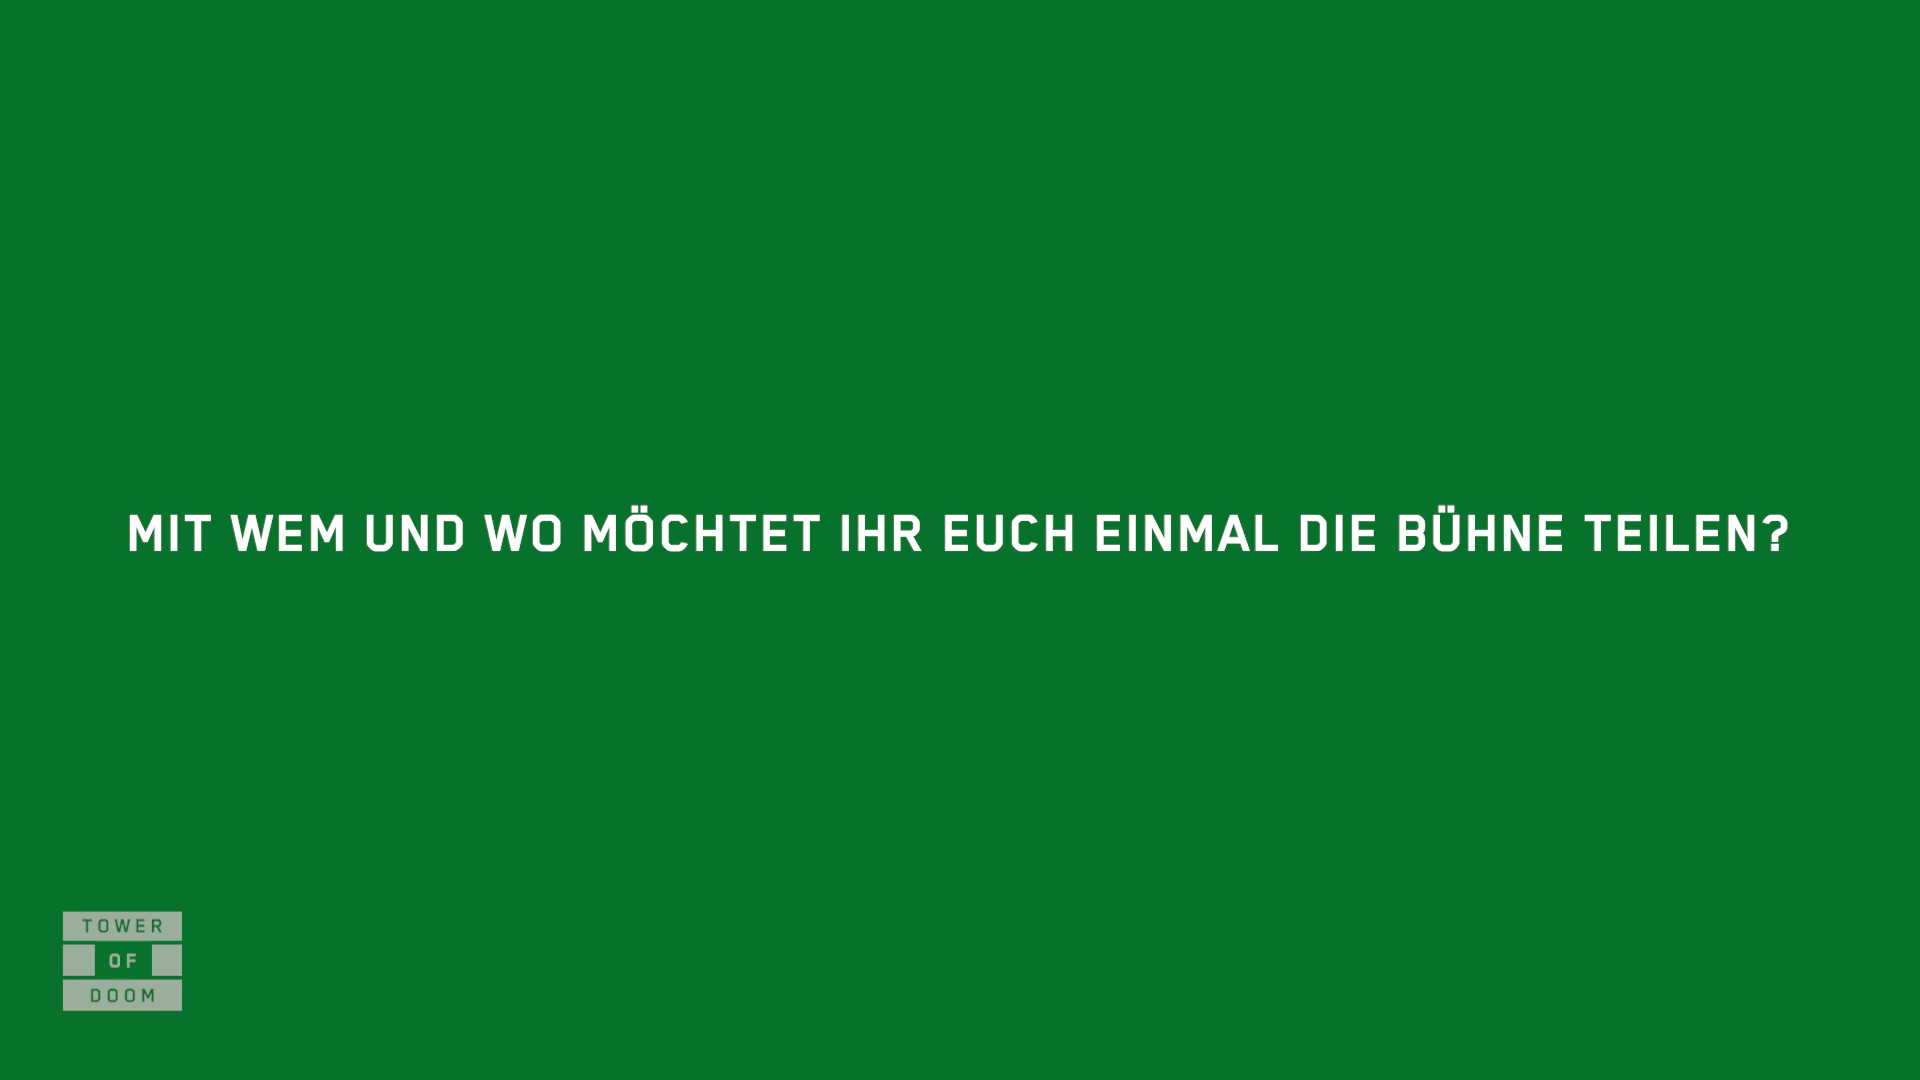 MIT WEM UND WO MÖCHTET IHR EUCH EINMAL DIE BÜHNE TEILEN?
TOWER
OF
DOOM